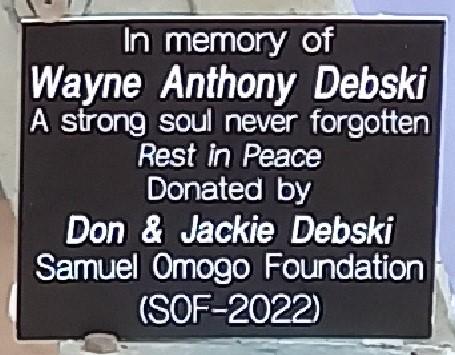 In memory of
Wayne Anthony Debski
A strong soul never forgotten
Rest in Peace
Donated by
Don & Jackie Debski
Samuel Omogo Foundation
(SOF-2022)